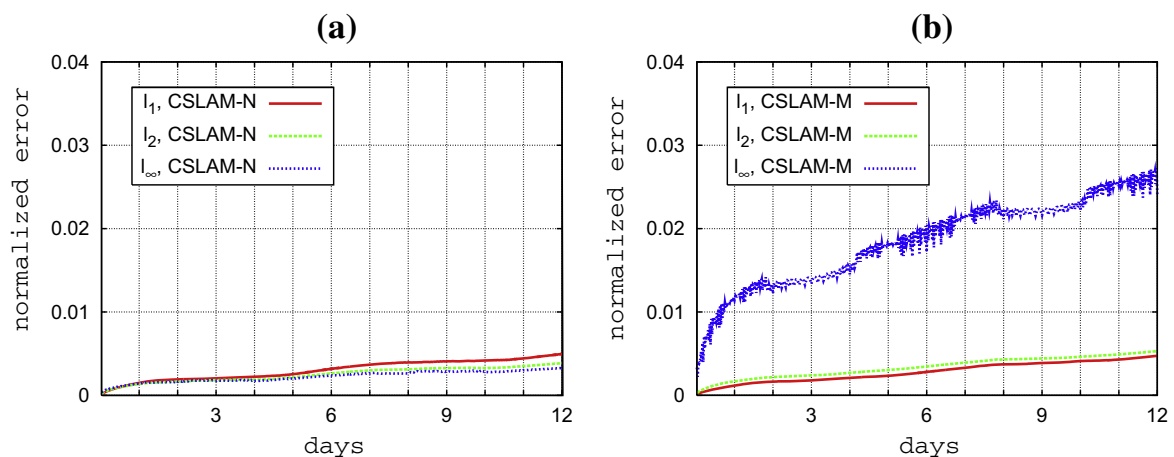 (a)
normalized error
0.04
0.03
0.02
0.01
0
l₁, CSLAM-N
l₂, CSLAM-N
l∞, CSLAM-N
3 6 9 12
days
(b)
normalized error
0.04
0.03
0.02
0.01
0
l₁, CSLAM-M
l₂, CSLAM-M
l∞, CSLAM-M
3 6 9 12
days